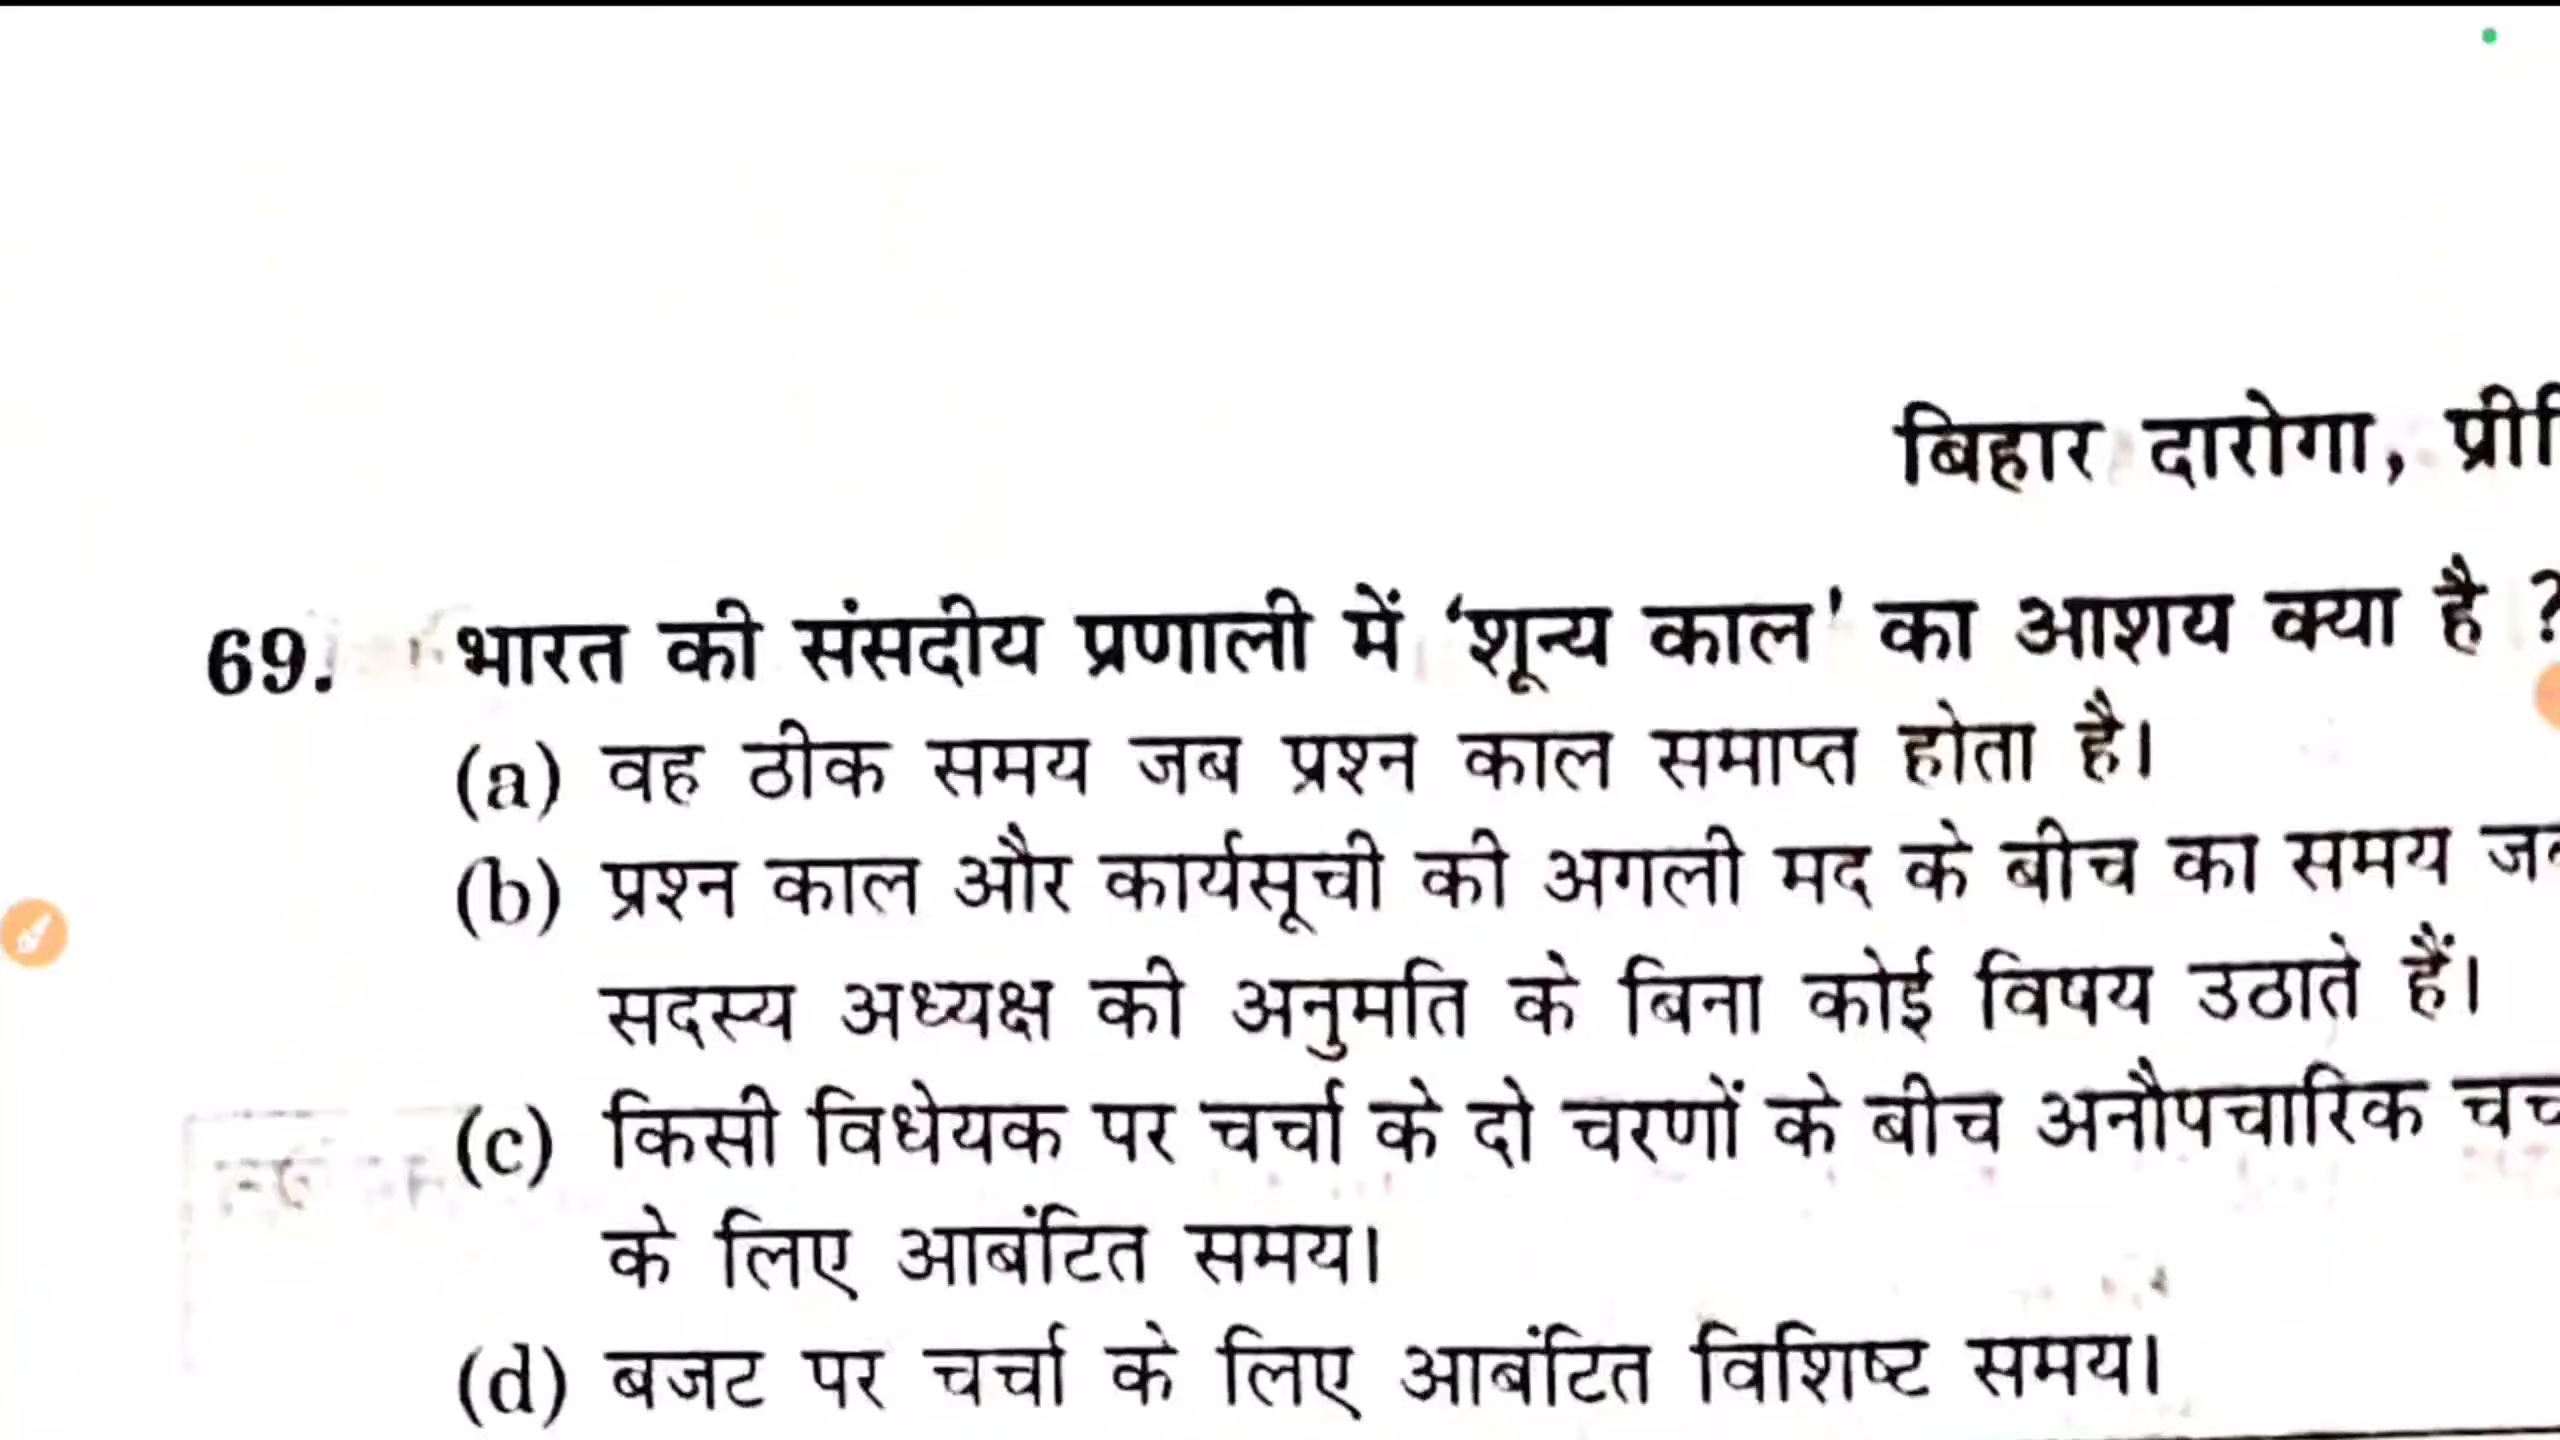 बिहार दारोगा,
69. भारत की संसदीय प्रणाली में ‘शून्य काल’ का आशय क्या है ?
(a) वह ठीक समय जब प्रश्न काल समाप्त होता है।
(b) प्रश्न काल और कार्यसूची की अगली मद के बीच का समय
सदस्य अध्यक्ष की अनुमति के बिना कोई विषय उठाते हैं।
(c) किसी विधेयक पर चर्चा के दो चरणों के बीच अनौपचारिक
के लिए आबंटित समय।
(d) बजट पर चर्चा के लिए आबंटित विशिष्ट समय।